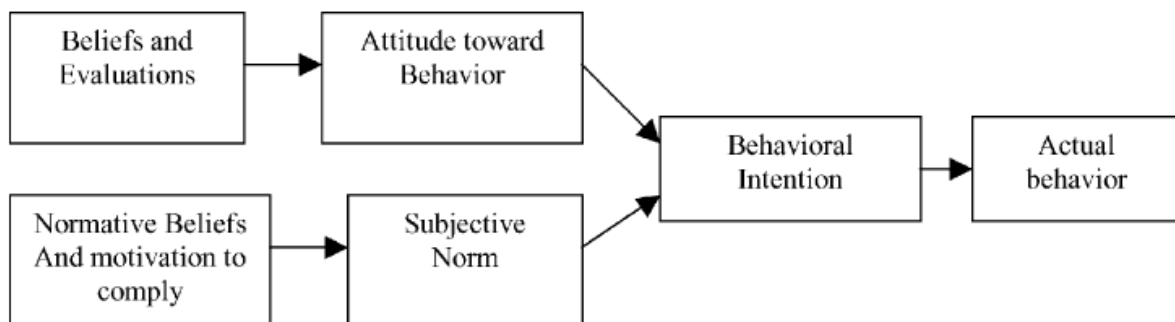 Beliefs and
Evaluations
Attitude toward
Behavior
Normative Beliefs
And motivation to
comply
Subjective
Norm
Behavioral
Intention
Actual
behavior